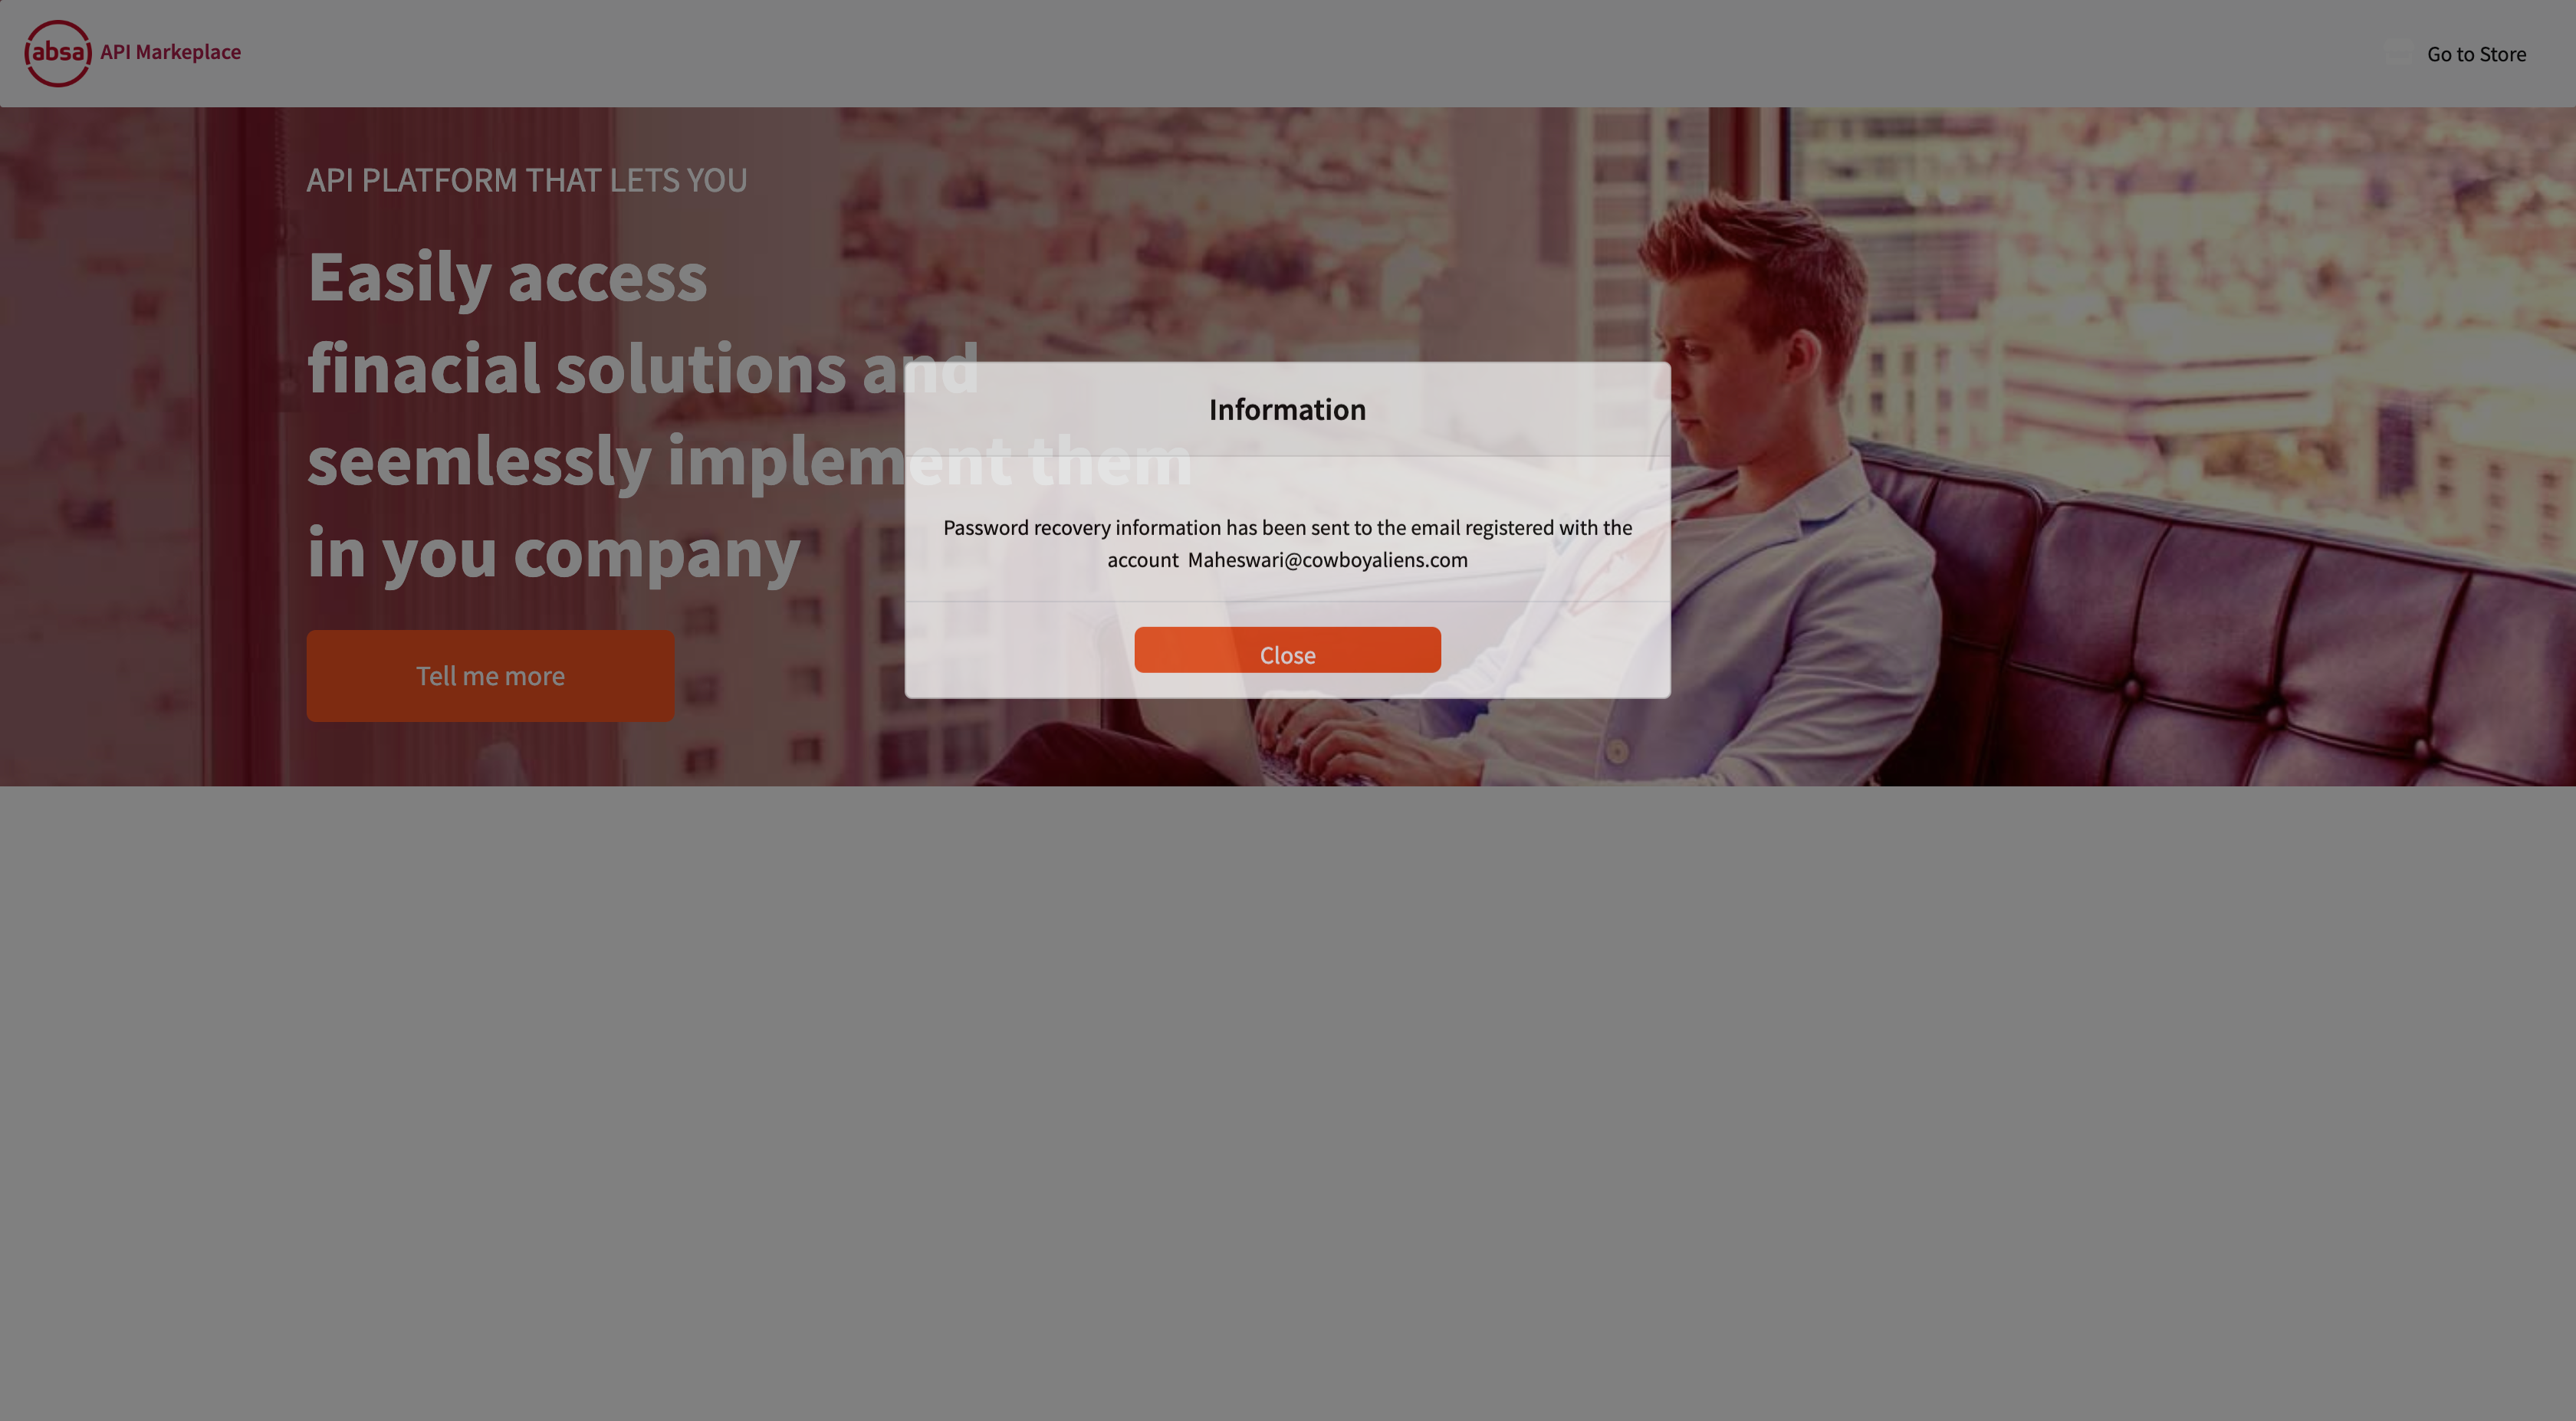 absa API Markeplace
Go to Store
API PLATFORM THAT LETS YOU
Easily access
finacial solutions and
seemlessly implement them
in you company
Tell me more
Information
Password recovery information has been sent to the email registered with the
account Maheswari@cowboyaliens.com
Close